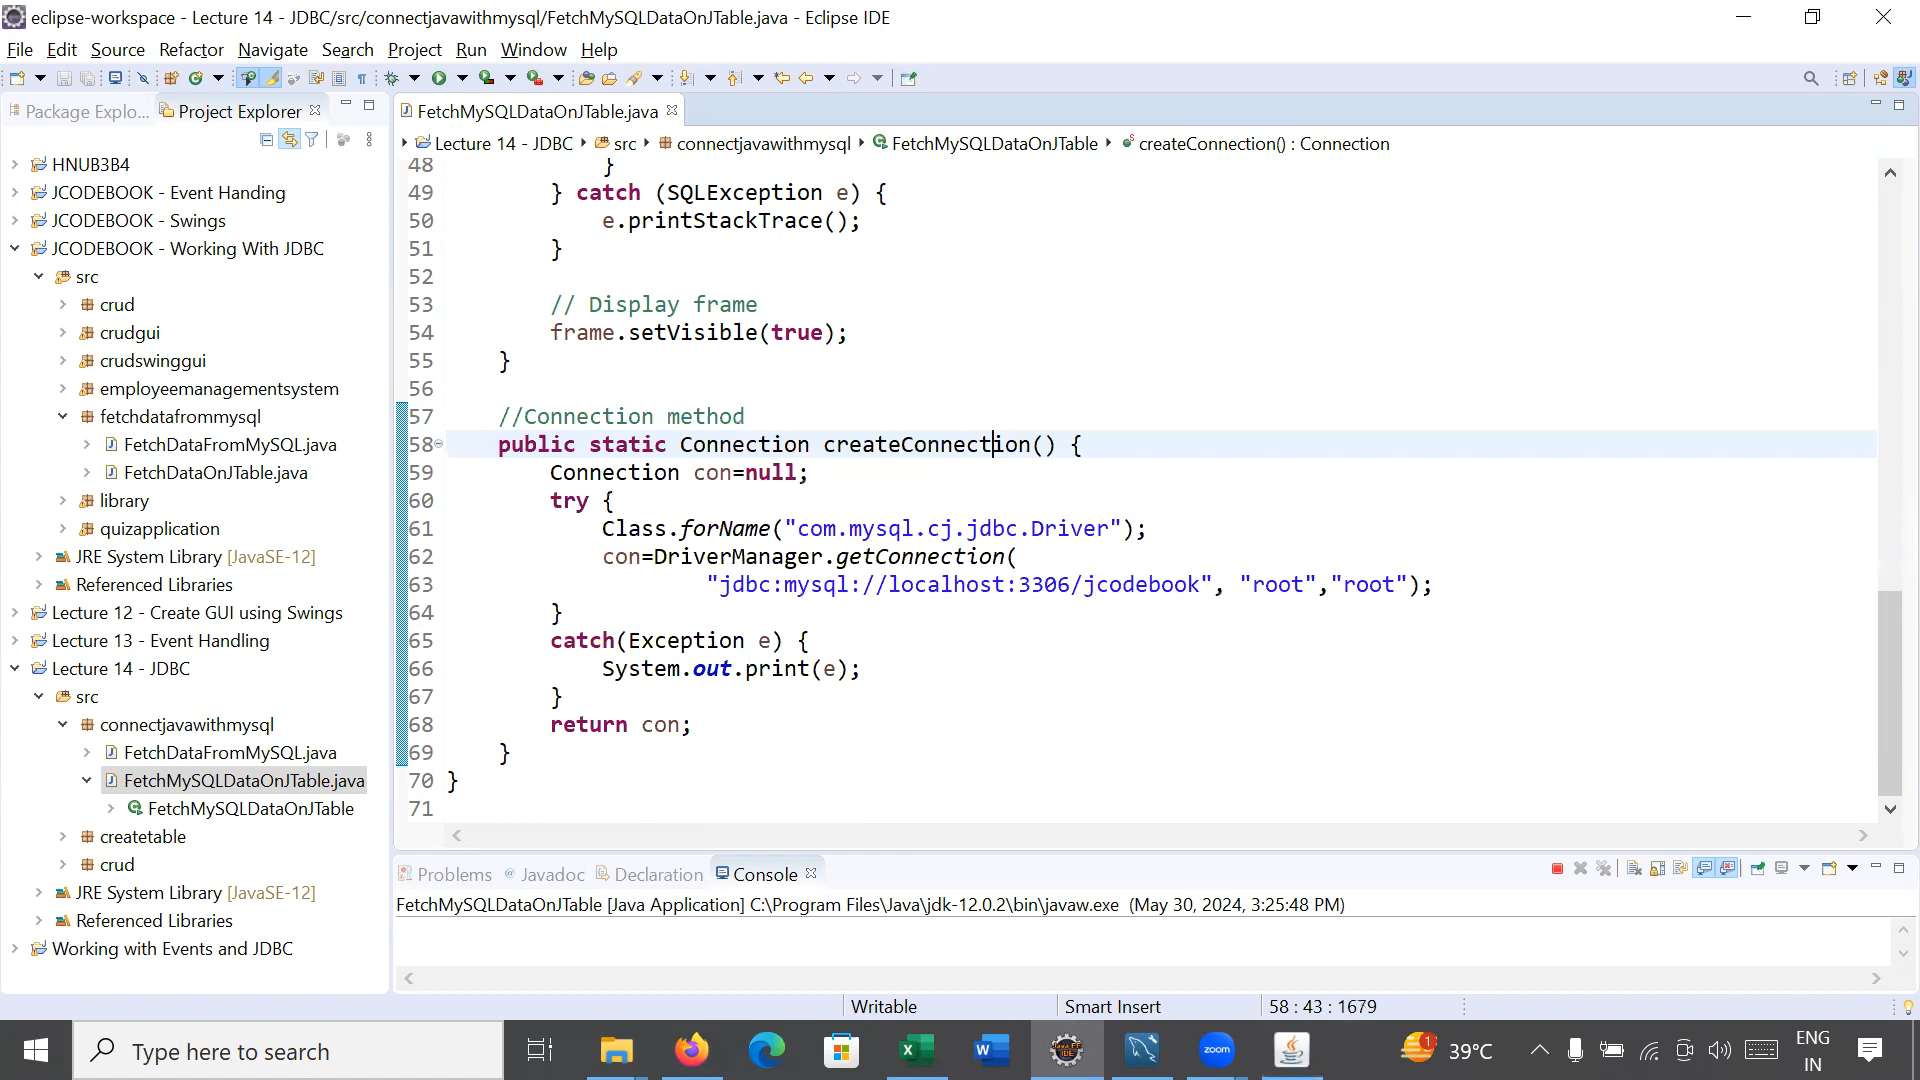 eclipse-workspace - Lecture 14 - JDBC/src/connectjavawithmysql/FetchMySQLDataOnJTable.java - Eclipse IDE
File Edit Source Refactor Navigate Search Project Run Window Help
Package Explo...
Project Explorer
FetchMySQLDataOnJTable.java
Lecture 14 - JDBC src connectjavawithmysql FetchMySQLDataOnJTable createConnection() : Connection
HNUB3B4
JCODEBOOK - Event Handing
JCODEBOOK - Swings
JCODEBOOK - Working With JDBC
src
crud
crudgui
crudswinggui
employeemanagementsystem
fetchdatafrommysql
FetchDataFromMySQL.java
FetchDataOnJTable.java
library
quizapplication
JRE System Library [JavaSE-12]
Referenced Libraries
Lecture 12 - Create GUI using Swings
Lecture 13 - Event Handling
Lecture 14 - JDBC
src
connectjavawithmysql
FetchDataFromMySQL.java
FetchMySQLDataOnJTable.java
FetchMySQLDataOnJTable
createtable
crud
JRE System Library [JavaSE-12]
Referenced Libraries
Working with Events and JDBC
48 }
49 } catch (SQLException e) {
50 e.printStackTrace();
51 }
52
53 // Display frame
54 frame.setVisible(true);
55 }
56
57 //Connection method
58 public static Connection createConnection() {
59 Connection con=null;
60 try {
61 Class.forName("com.mysql.cj.jdbc.Driver");
62 con=DriverManager.getConnection(
63 "jdbc:mysql://localhost:3306/jcodebook", "root","root");
64 }
65 catch(Exception e) {
66 System.out.print(e);
67 }
68 return con;
69 }
70 }
71
Problems Javadoc Declaration Console
FetchMySQLDataOnJTable [Java Application] C:\Program Files\Java\jdk-12.0.2\bin\javaw.exe (May 30, 2024, 3:25:48 PM)
Writable Smart Insert 58 : 43 : 1679
Type here to search
zoom
1
39°C
ENG
IN